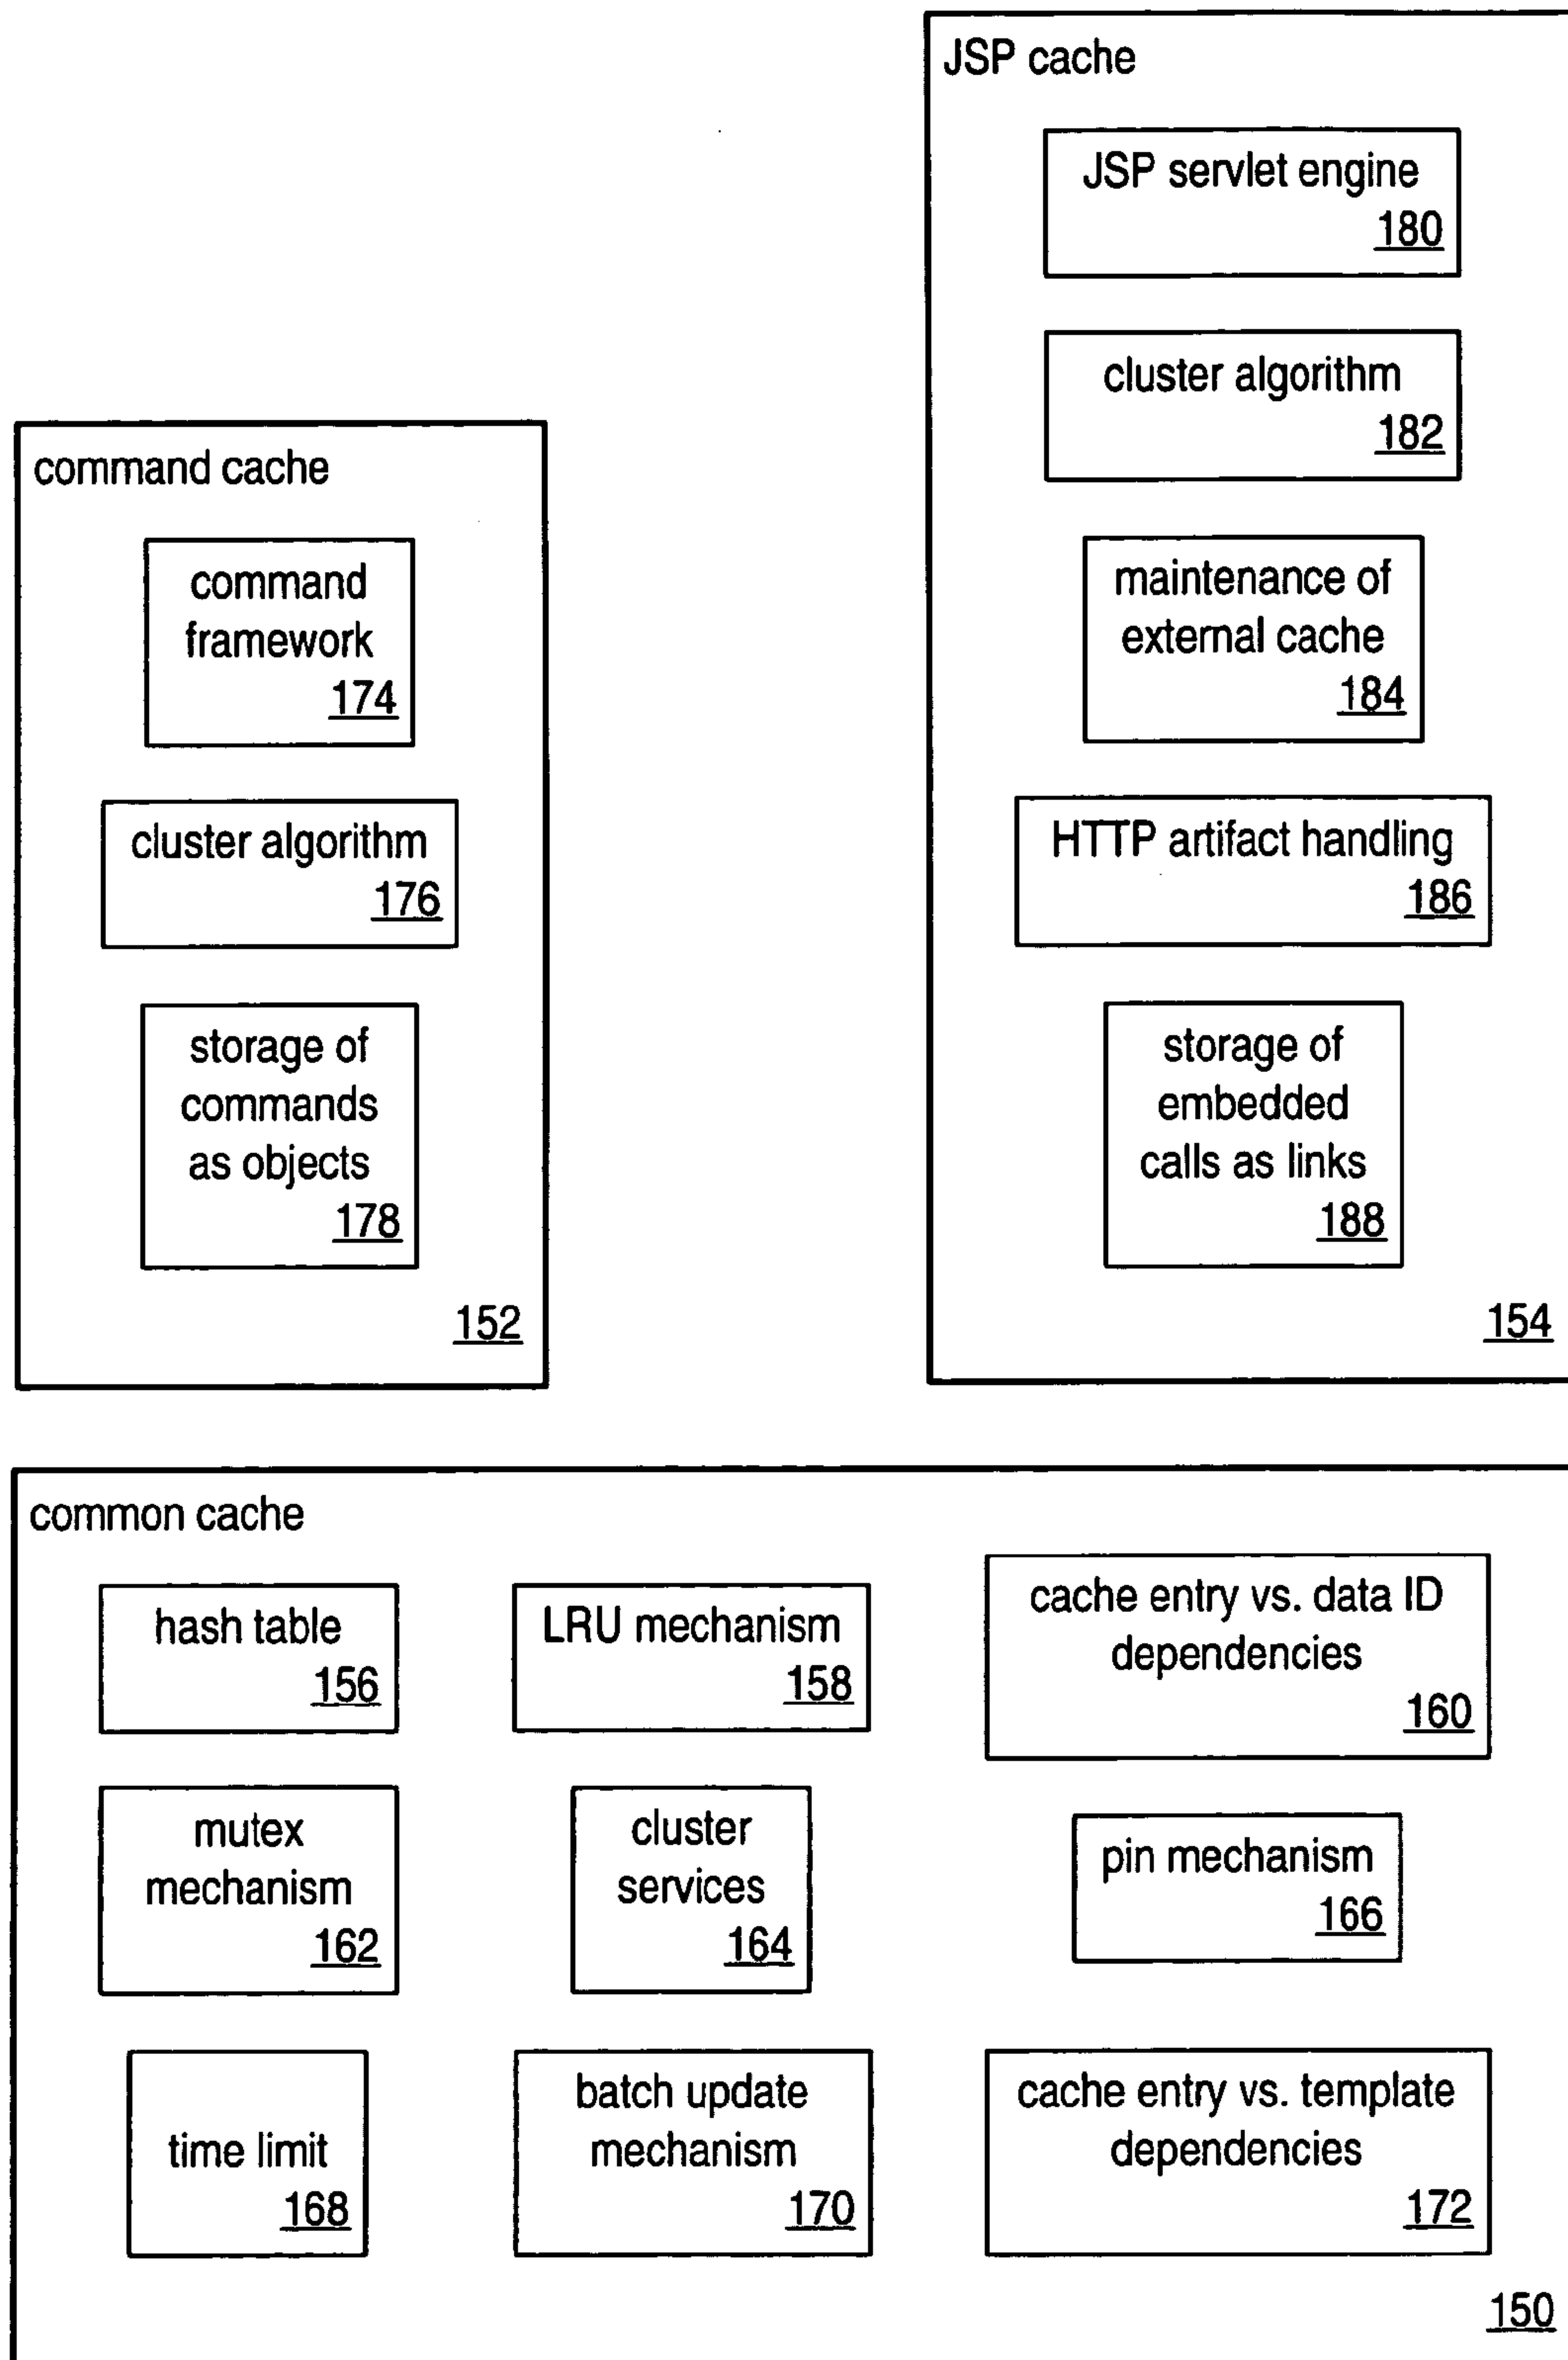 JSP cache
JSP servlet engine
180
cluster algorithm
182
maintenance of
external cache
184
HTTP artifact handling
186
storage of
embedded
calls as links
188
154
command cache
command
framework
174
cluster algorithm
176
storage of
commands
as objects
178
152
common cache
hash table
156
LRU mechanism
158
cache entry vs. data ID
dependencies
160
mutex
mechanism
162
cluster
services
164
pin mechanism
166
time limit
168
batch update
mechanism
170
cache entry vs. template
dependencies
172
150